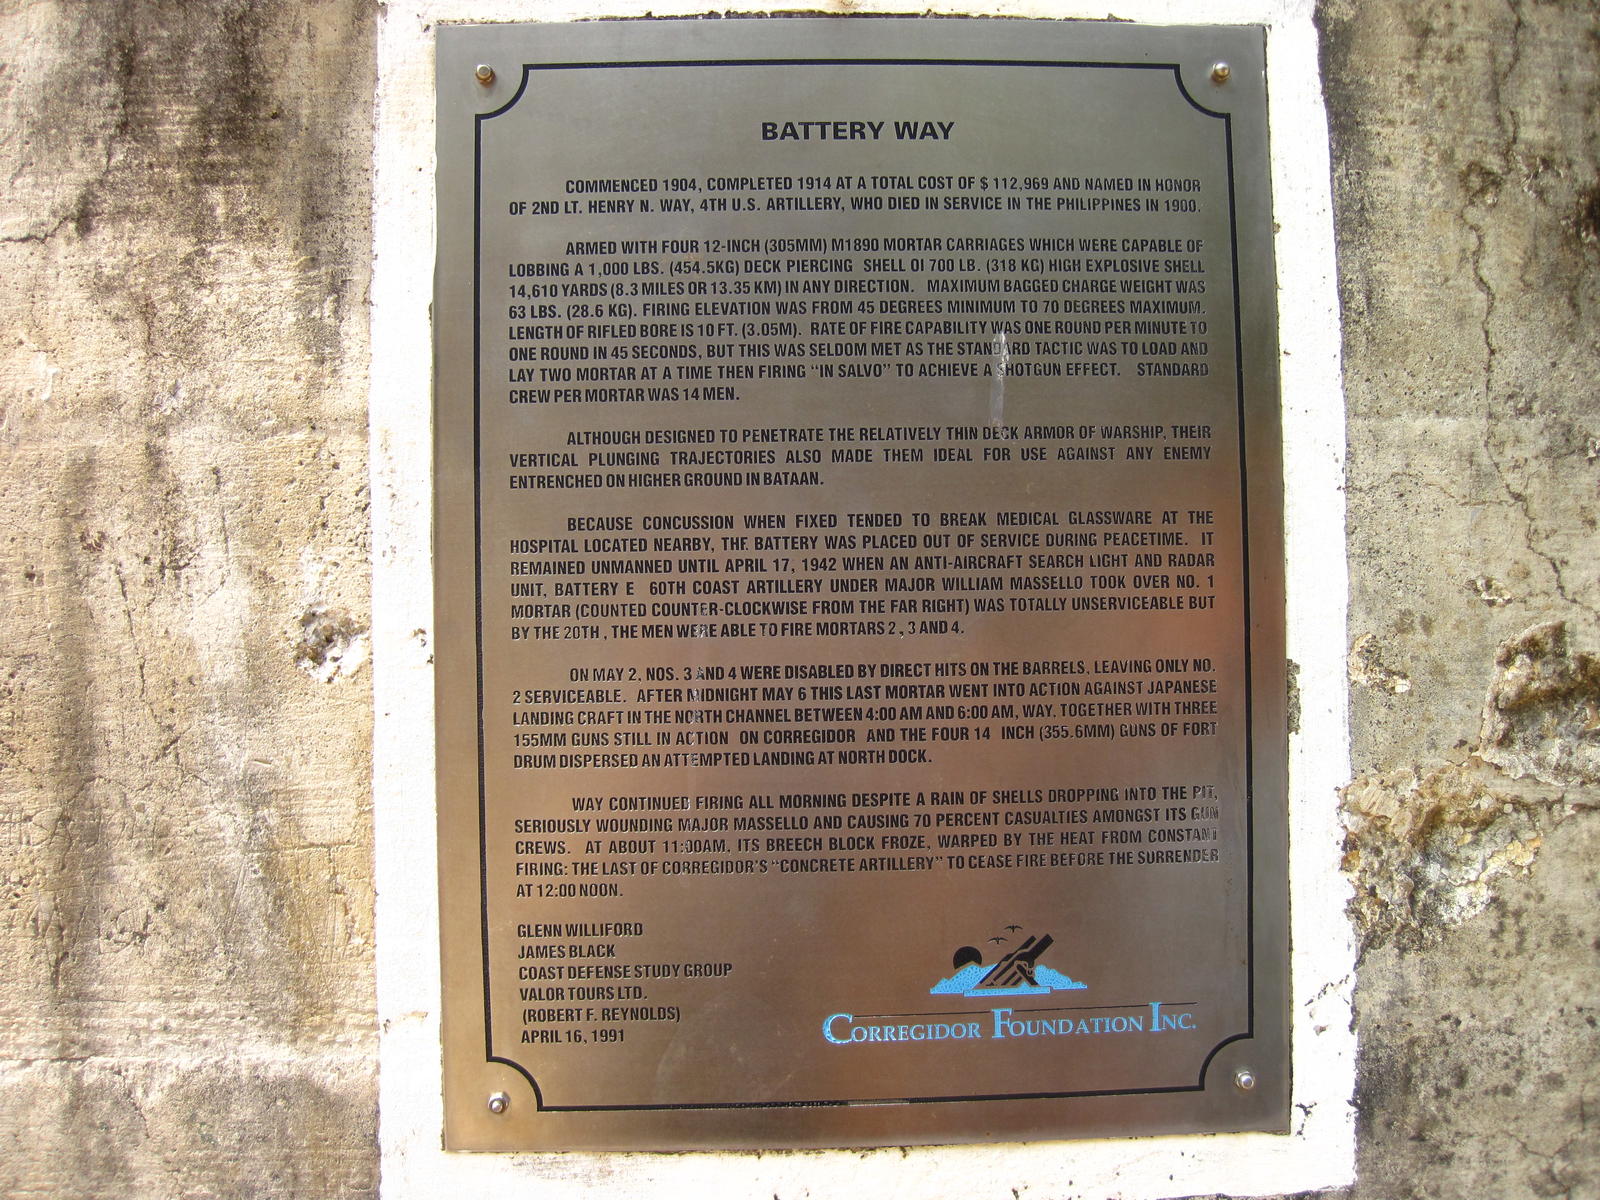 BATTERY WAY
COMMENCED 1904, COMPLETED 1914 AT A TOTAL COST OF $ 112,969 AND NAMED IN HONOR
OF 2ND LT. HENRY N. WAY, 4TH U.S. ARTILLERY, WHO DIED IN SERVICE IN THE PHILIPPINES IN 1900.
ARMED WITH FOUR 12-INCH (305MM) M1890 MORTAR CARRIAGES WHICH WERE CAPABLE OF
LOBBING A 1,000 LBS. (454.5KG) DECK PIERCING SHELL OI 700 LB. (318 KG) HIGH EXPLOSIVE SHELL
14,610 YARDS (8.3 MILES OR 13.35 KM) IN ANY DIRECTION. MAXIMUM BAGGED CHARGE WEIGHT WAS
63 LBS. (28.6 KG). FIRING ELEVATION WAS FROM 45 DEGREES MINIMUM TO 70 DEGREES MAXIMUM.
LENGTH OF RIFLED BORE IS 10 FT. (3.05M). RATE OF FIRE CAPABILITY WAS ONE ROUND PER MINUTE TO
ONE ROUND IN 45 SECONDS, BUT THIS WAS SELDOM MET AS THE STANDARD TACTIC WAS TO LOAD AND
LAY TWO MORTAR AT A TIME THEN FIRING "IN SALVO" TO ACHIEVE A SHOTGUN EFFECT. STANDARD
CREW PER MORTAR WAS 14 MEN.
ALTHOUGH DESIGNED TO PENETRATE THE RELATIVELY THIN DECK ARMOR OF WARSHIP, THEIR
VERTICAL PLUNGING TRAJECTORIES ALSO MADE THEM IDEAL FOR USE AGAINST ANY ENEMY
ENTRENCHED ON HIGHER GROUND IN BATAAN.
BECAUSE CONCUSSION WHEN FIXED TENDED TO BREAK MEDICAL GLASSWARE AT THE
HOSPITAL LOCATED NEARBY, THE BATTERY WAS PLACED OUT OF SERVICE DURING PEACETIME. IT
REMAINED UNMANNED UNTIL APRIL 17, 1942 WHEN AN ANTI-AIRCRAFT SEARCH LIGHT AND RADAR
UNIT, BATTERY E 60TH COAST ARTILLERY UNDER MAJOR WILLIAM MASSELLO TOOK OVER NO. 1
MORTAR (COUNTED COUNTER-CLOCKWISE FROM THE FAR RIGHT) WAS TOTALLY UNSERVICEABLE BUT
BY THE 20TH , THE MEN WERE ABLE TO FIRE MORTARS 2 , 3 AND 4.
ON MAY 2, NOS. 3 AND 4 WERE DISABLED BY DIRECT HITS ON THE BARRELS, LEAVING ONLY NO.
2 SERVICEABLE. AFTER MIDNIGHT MAY 6 THIS LAST MORTAR WENT INTO ACTION AGAINST JAPANESE
LANDING CRAFT IN THE NORTH CHANNEL BETWEEN 4:00 AM AND 6:00 AM, WAY, TOGETHER WITH THREE
155MM GUNS STILL IN ACTION ON CORREGIDOR AND THE FOUR 14 INCH (355.6MM) GUNS OF FORT
DRUM DISPERSED AN ATTEMPTED LANDING AT NORTH DOCK.
WAY CONTINUED FIRING ALL MORNING DESPITE A RAIN OF SHELLS DROPPING INTO THE PIT,
SERIOUSLY WOUNDING MAJOR MASSELLO AND CAUSING 70 PERCENT CASUALTIES AMONGST ITS GUN
CREWS. AT ABOUT 11:00AM, ITS BREECH BLOCK FROZE, WARPED BY THE HEAT FROM CONSTANT
FIRING: THE LAST OF CORREGIDOR'S "CONCRETE ARTILLERY" TO CEASE FIRE BEFORE THE SURRENDER
AT 12:00 NOON.
GLENN WILLIFORD
JAMES BLACK
COAST DEFENSE STUDY GROUP
VALOR TOURS LTD.
(ROBERT F. REYNOLDS)
APRIL 16, 1991
CORREGIDOR FOUNDATION INC.